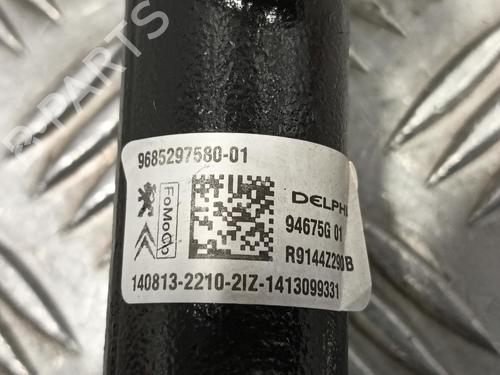 B-PARTS
9685297580-01
FoMoCo
DELPHI
94675G 01
R9144Z290B
140813-2210-2IZ-1413099331